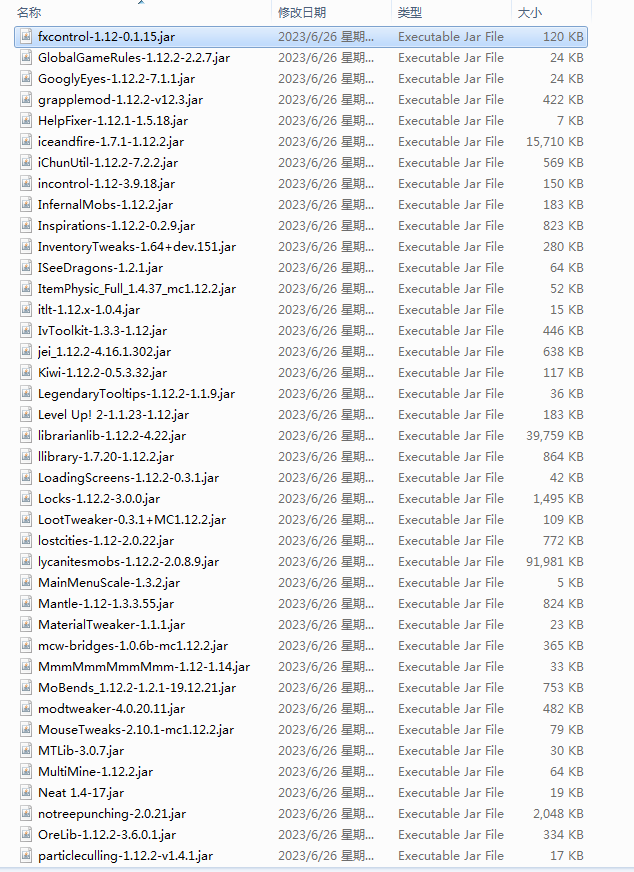 名称 修改日期 类型 大小
fxcontrol-1.12-0.1.15.jar 2023/6/26 星期... Executable Jar File 120 KB
GlobalGameRules-1.12.2-2.2.7.jar 2023/6/26 星期... Executable Jar File 24 KB
GooglyEyes-1.12.2-7.1.1.jar 2023/6/26 星期... Executable Jar File 24 KB
grapplemod-1.12.2-v12.3.jar 2023/6/26 星期... Executable Jar File 422 KB
HelpFixer-1.12.1-1.5.18.jar 2023/6/26 星期... Executable Jar File 7 KB
iceandfire-1.7.1-1.12.2.jar 2023/6/26 星期... Executable Jar File 15,710 KB
iChunUtil-1.12.2-7.2.2.jar 2023/6/26 星期... Executable Jar File 569 KB
incontrol-1.12-3.9.18.jar 2023/6/26 星期... Executable Jar File 150 KB
InfernalMobs-1.12.2.jar 2023/6/26 星期... Executable Jar File 183 KB
Inspirations-1.12.2-0.2.9.jar 2023/6/26 星期... Executable Jar File 823 KB
InventoryTweaks-1.64+dev.151.jar 2023/6/26 星期... Executable Jar File 280 KB
ISeeDragons-1.2.1.jar 2023/6/26 星期... Executable Jar File 64 KB
ItemPhysic_Full_1.4.37_mc1.12.2.jar 2023/6/26 星期... Executable Jar File 52 KB
itlt-1.12.x-1.0.4.jar 2023/6/26 星期... Executable Jar File 15 KB
IvToolkit-1.3.3-1.12.jar 2023/6/26 星期... Executable Jar File 446 KB
jei_1.12.2-4.16.1.302.jar 2023/6/26 星期... Executable Jar File 638 KB
Kiwi-1.12.2-0.5.3.32.jar 2023/6/26 星期... Executable Jar File 117 KB
LegendaryTooltips-1.12.2-1.1.9.jar 2023/6/26 星期... Executable Jar File 36 KB
Level Up! 2-1.1.23-1.12.jar 2023/6/26 星期... Executable Jar File 183 KB
librarianlib-1.12.2-4.22.jar 2023/6/26 星期... Executable Jar File 39,759 KB
llibrary-1.7.20-1.12.2.jar 2023/6/26 星期... Executable Jar File 864 KB
LoadingScreens-1.12.2-0.3.1.jar 2023/6/26 星期... Executable Jar File 42 KB
Locks-1.12.2-3.0.0.jar 2023/6/26 星期... Executable Jar File 1,495 KB
LootTweaker-0.3.1+MC1.12.2.jar 2023/6/26 星期... Executable Jar File 109 KB
lostcities-1.12-2.0.22.jar 2023/6/26 星期... Executable Jar File 772 KB
lycanitesmobs-1.12.2-2.0.8.9.jar 2023/6/26 星期... Executable Jar File 91,981 KB
MainMenuScale-1.3.2.jar 2023/6/26 星期... Executable Jar File 5 KB
Mantle-1.12-1.3.3.55.jar 2023/6/26 星期... Executable Jar File 824 KB
MaterialTweaker-1.1.1.jar 2023/6/26 星期... Executable Jar File 23 KB
mcw-bridges-1.0.6b-mc1.12.2.jar 2023/6/26 星期... Executable Jar File 365 KB
MmmMmmMmmMmm-1.12-1.14.jar 2023/6/26 星期... Executable Jar File 33 KB
MoBends_1.12.2-1.2.1-19.12.21.jar 2023/6/26 星期... Executable Jar File 753 KB
modtweaker-4.0.20.11.jar 2023/6/26 星期... Executable Jar File 482 KB
MouseTweaks-2.10.1-mc1.12.2.jar 2023/6/26 星期... Executable Jar File 79 KB
MTLib-3.0.7.jar 2023/6/26 星期... Executable Jar File 30 KB
MultiMine-1.12.2.jar 2023/6/26 星期... Executable Jar File 64 KB
Neat 1.4-17.jar 2023/6/26 星期... Executable Jar File 19 KB
notreepunching-2.0.21.jar 2023/6/26 星期... Executable Jar File 2,048 KB
OreLib-1.12.2-3.6.0.1.jar 2023/6/26 星期... Executable Jar File 334 KB
particleculling-1.12.2-v1.4.1.jar 2023/6/26 星期... Executable Jar File 17 KB